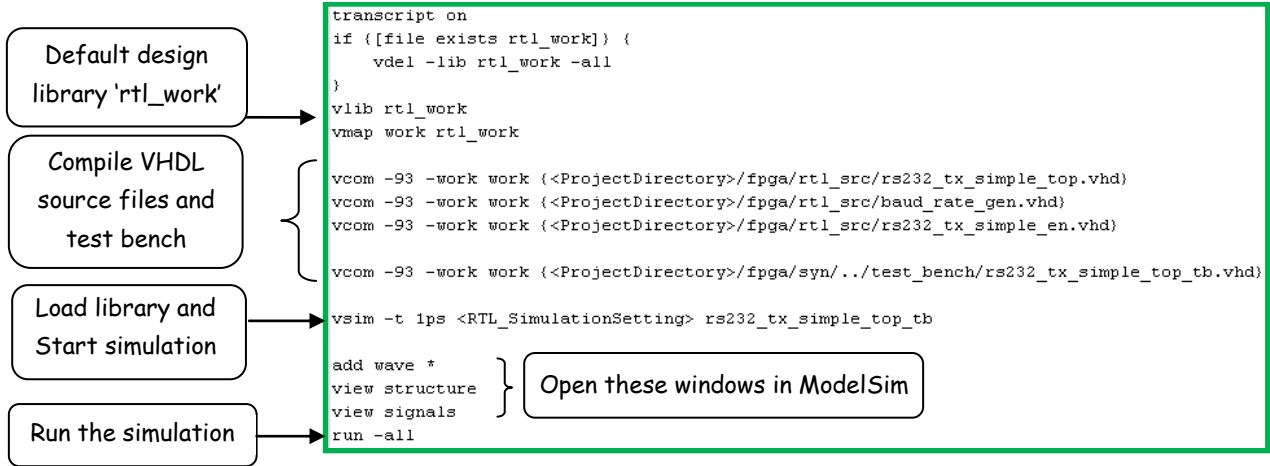 Default design
library ‘rtl_work’
Compile VHDL
source files and
test bench
Load library and
Start simulation
Run the simulation
transcript on
if {[file exists rtl_work]} {
    vdel -lib rtl_work -all
}
vlib rtl_work
vmap work rtl_work
vcom -93 -work work {<ProjectDirectory>/fpga/rtl_src/rs232_tx_simple_top.vhd}
vcom -93 -work work {<ProjectDirectory>/fpga/rtl_src/baud_rate_gen.vhd}
vcom -93 -work work {<ProjectDirectory>/fpga/rtl_src/rs232_tx_simple_en.vhd}
vcom -93 -work work {<ProjectDirectory>/fpga/syn/../test_bench/rs232_tx_simple_top_tb.vhd}
vsim -t 1ps <RTL_SimulationSetting> rs232_tx_simple_top_tb
add wave *
view structure
view signals
run -all
Open these windows in ModelSim